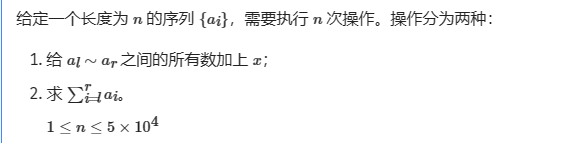 给定一个长度为 n 的序列 {aᵢ}，需要执行 n 次操作。操作分为两种：
1. 给 aₗ ~ aᵣ 之间的所有数加上 x；
2. 求 ∑ʳᵢ₌ₗ aᵢ。
1 ≤ n ≤ 5 × 10⁴